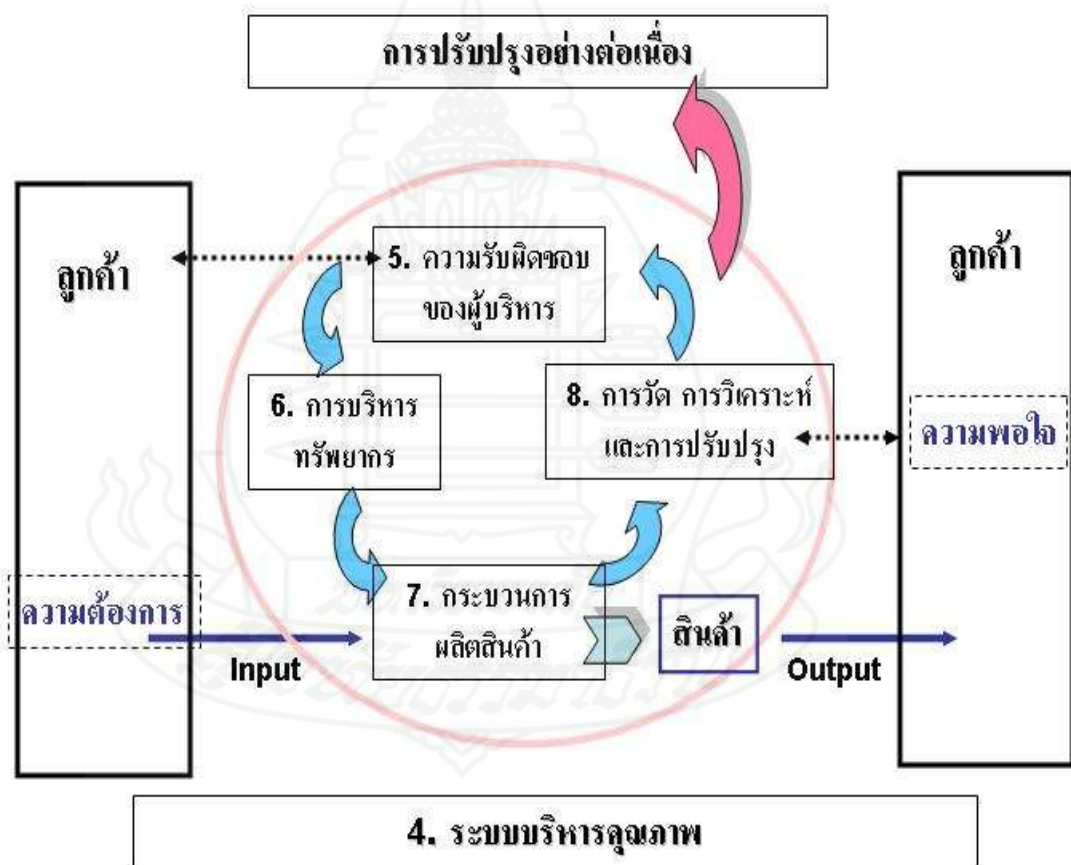 การปรับปรุงอย่างต่อเนื่อง
ลูกค้า
5. ความรับผิดชอบ
ของผู้บริหาร
ลูกค้า
6. การบริหาร
ทรัพยากร
8. การวัด การวิเคราะห์
และการปรับปรุง
ความพอใจ
ความต้องการ
Input
7. กระบวนการ
ผลิตสินค้า
สินค้า
Output
4. ระบบบริหารคุณภาพ